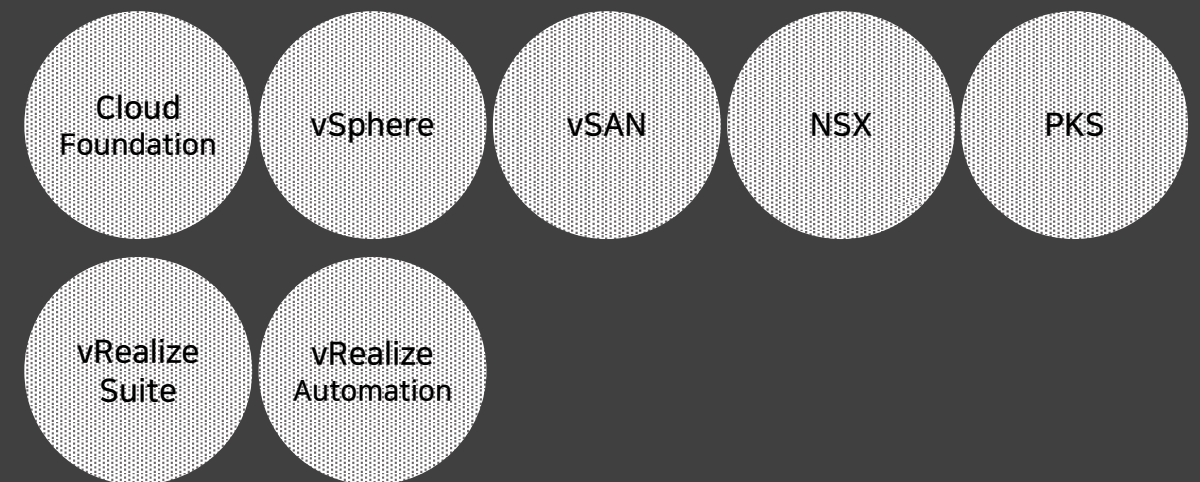 Cloud
Foundation
vSphere
vSAN
NSX
PKS
vRealize
Suite
vRealize
Automation